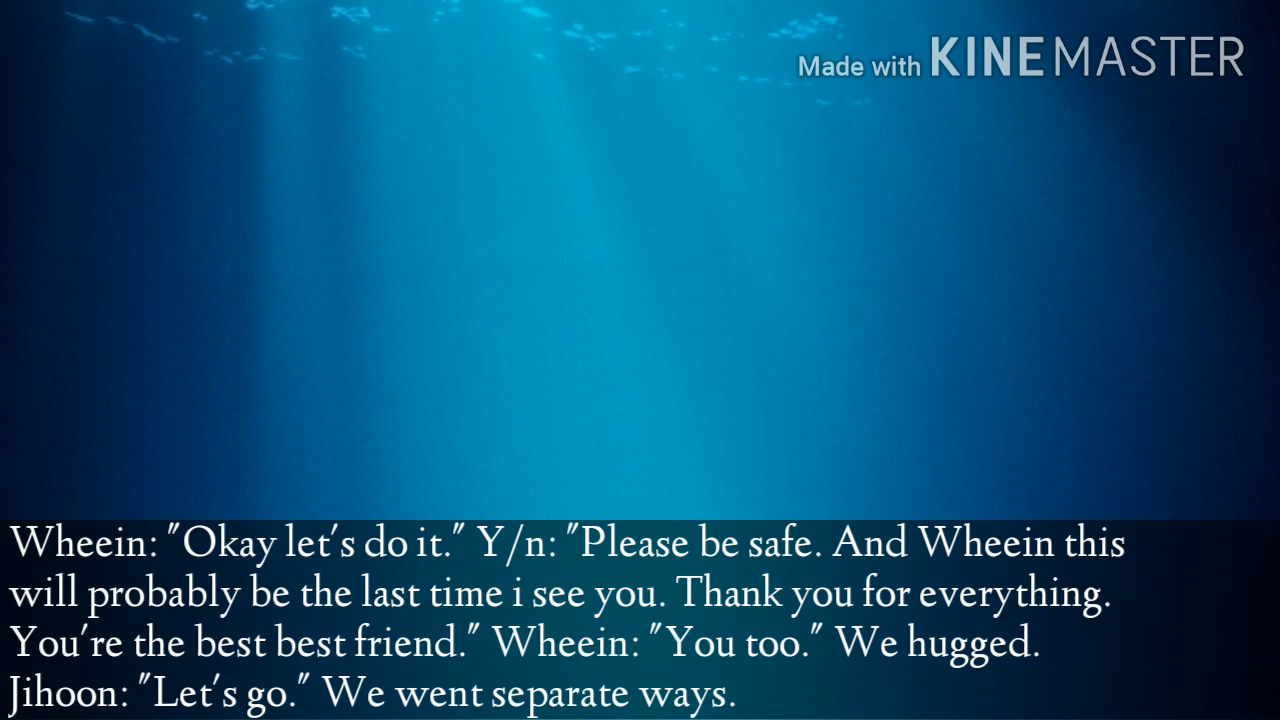 Made with KINEMASTER
Wheein: "Okay let's do it." Y/n: "Please be safe. And Wheein this
will probably be the last time i see you. Thank you for everything.
You're the best best friend." Wheein: "You too." We hugged.
Jihoon: "Let's go." We went separate ways.